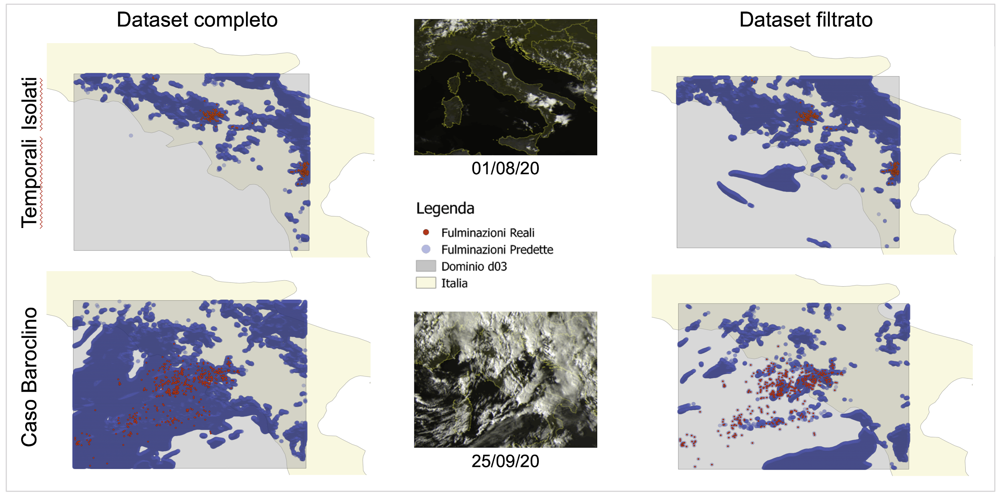 Dataset completo
Dataset filtrato
Temporali Isolati
01/08/20
Legenda
Fulminazioni Reali
Fulminazioni Predette
Dominio d03
Italia
Caso Baroclino
25/09/20